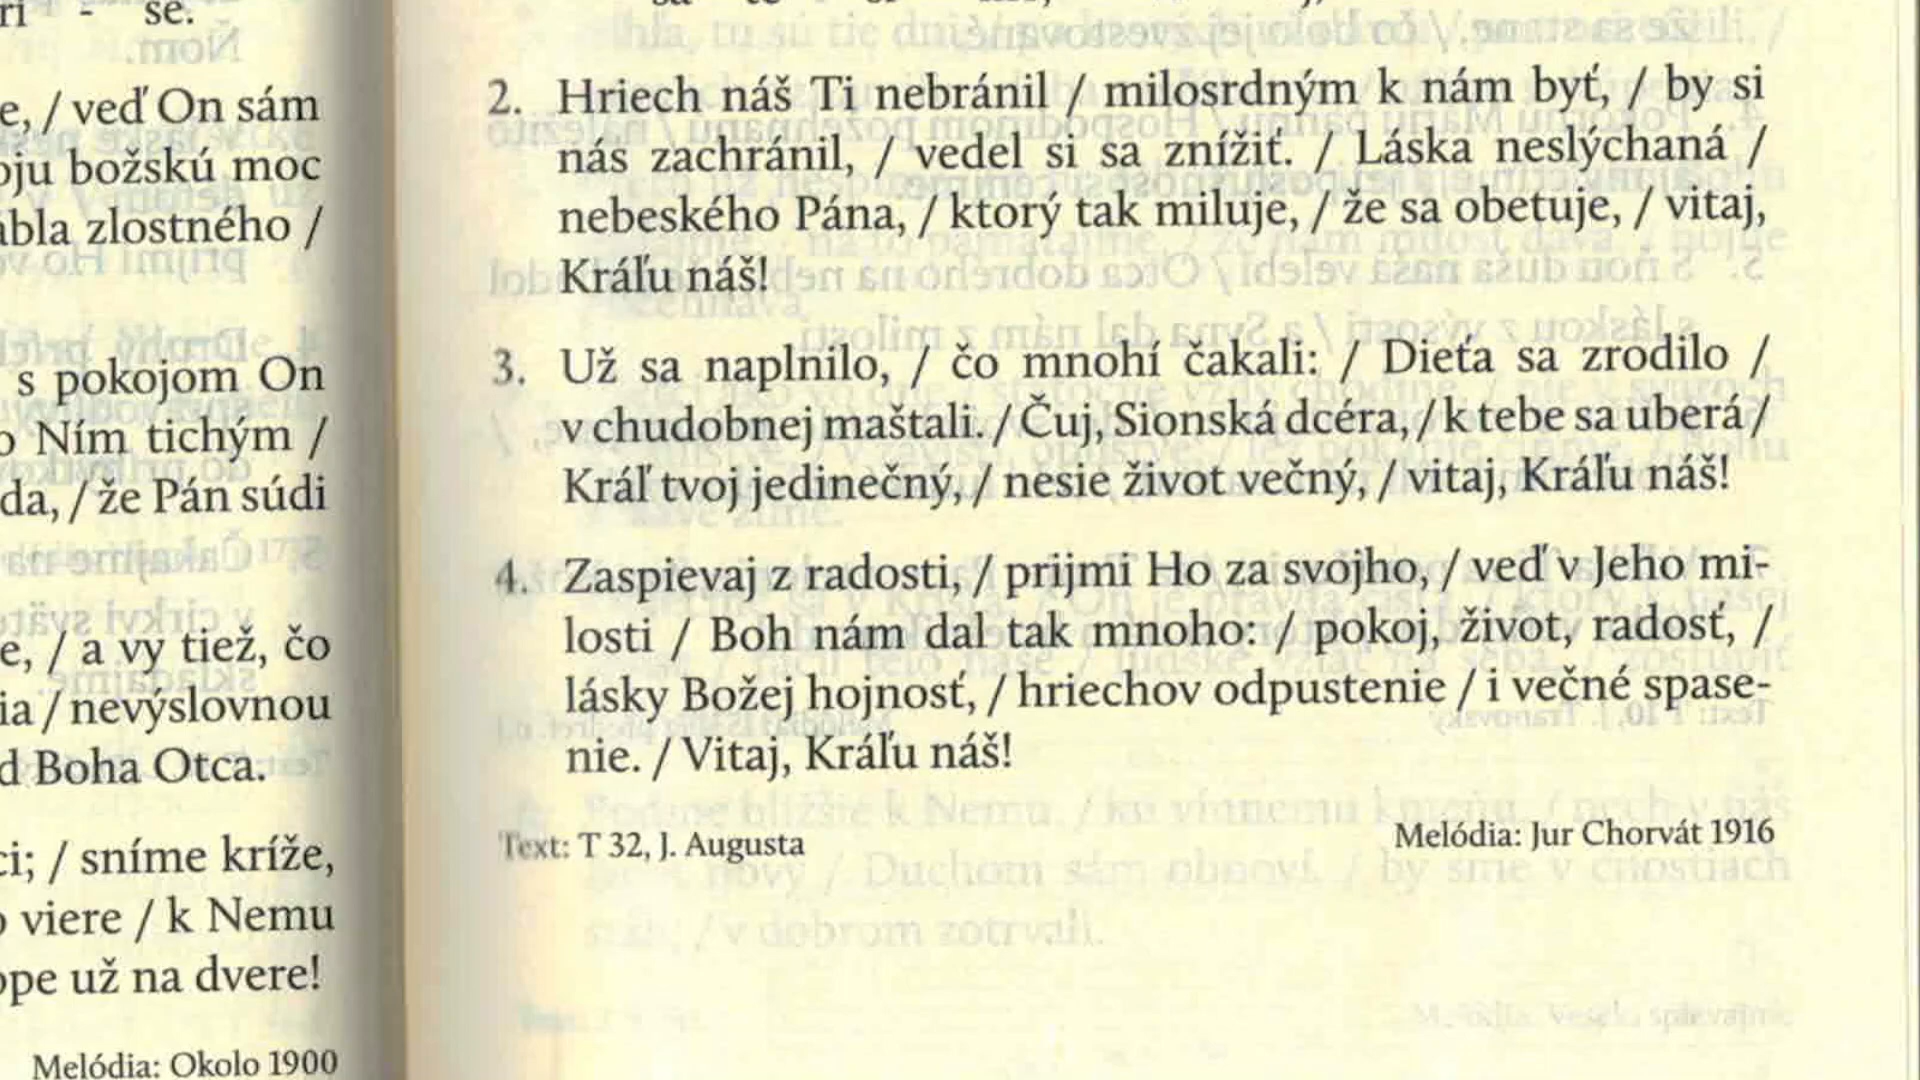 ri - se.
e, / veď On sám
oju božskú moc
abla zlostného /
s pokojom On
o Ním tichým /
da, / že Pán súdi
e, / a vy tiež, čo
ia / nevýslovnou
d Boha Otca.
ci; / sníme kríže,
o viere / k Nemu
ope už na dvere!
Melódia: Okolo 1900
2. Hriech náš Ti nebránil / milosrdným k nám byť, / by si
nás zachránil, / vedel si sa znížiť. / Láska neslýchaná /
nebeského Pána, / ktorý tak miluje, / že sa obetuje, / vitaj,
Kráľu náš!
3. Už sa naplnilo, / čo mnohí čakali: / Dieťa sa zrodilo /
v chudobnej maštali. / Čuj, Sionská dcéra, / k tebe sa uberá /
Kráľ tvoj jedinečný, / nesie život večný, / vitaj, Kráľu náš!
4. Zaspievaj z radosti, / prijmi Ho za svojho, / veď v Jeho mi-
losti / Boh nám dal tak mnoho: / pokoj, život, radosť, /
lásky Božej hojnosť, / hriechov odpustenie / i večné spase-
nie. / Vitaj, Kráľu náš!
Text: T 32, J. Augusta
Melódia: Jur Chorvát 1916